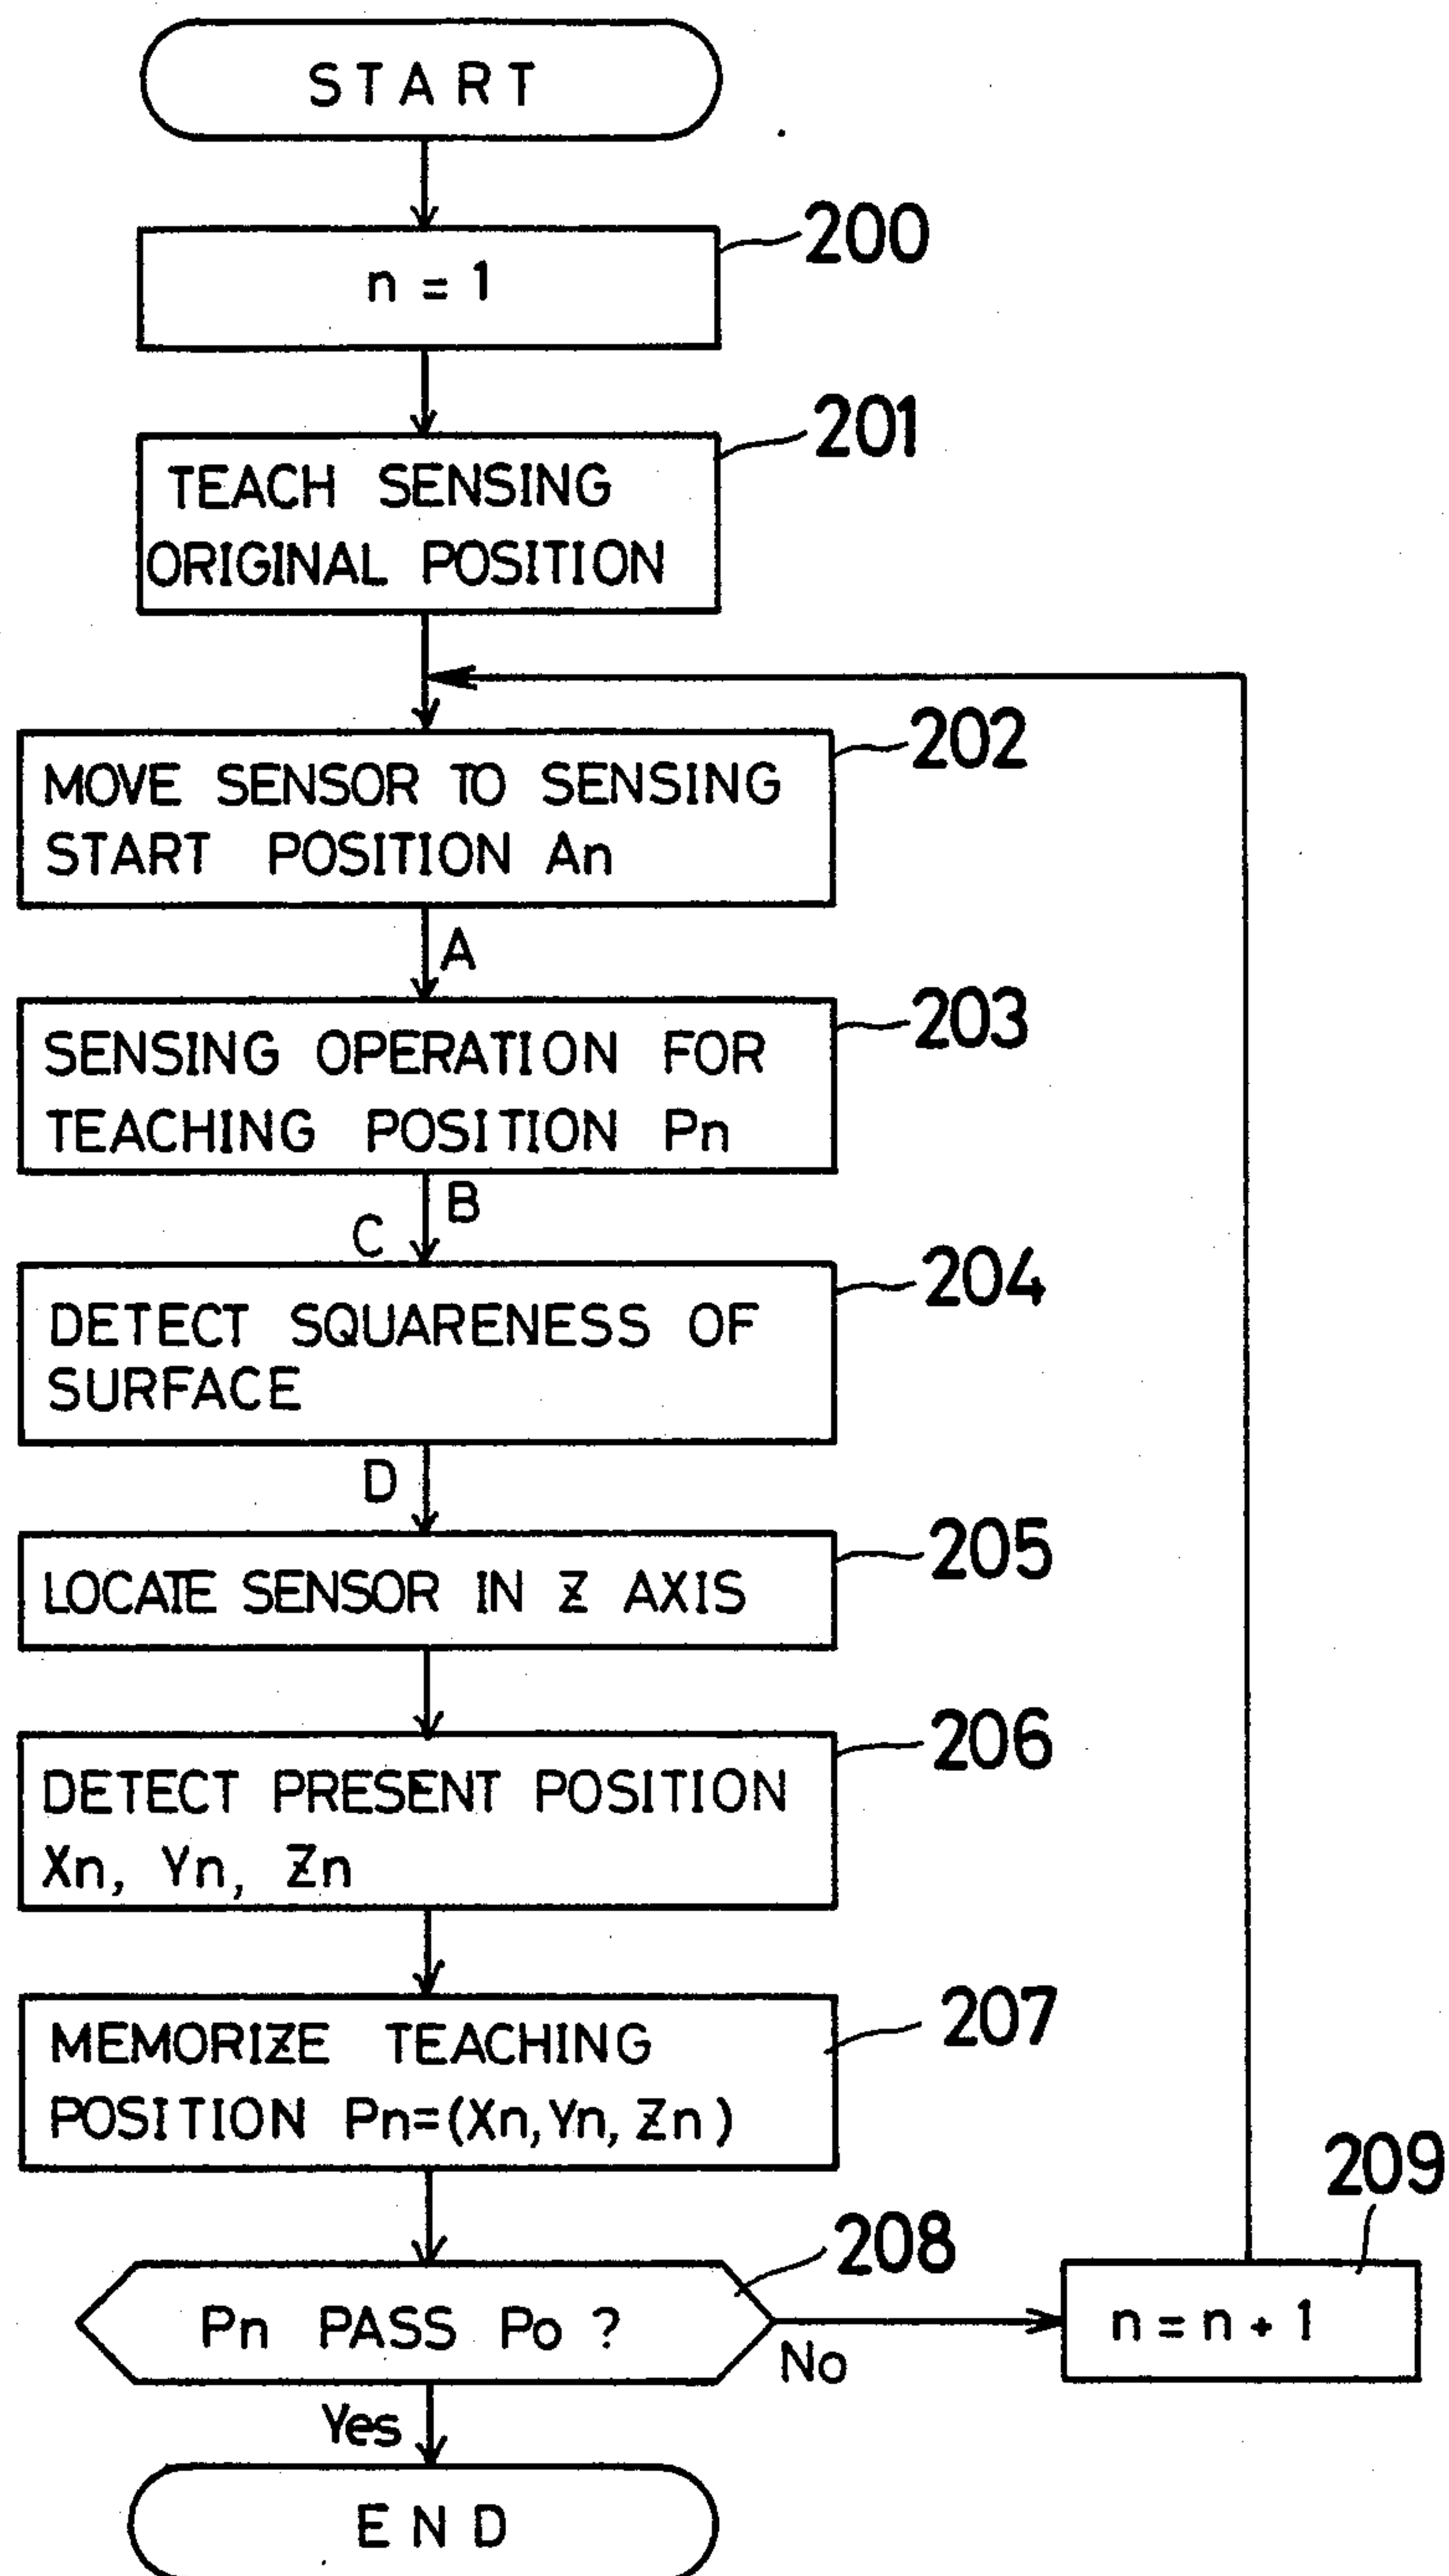 START
200
n = 1
201
TEACH SENSING
ORIGINAL POSITION
202
MOVE SENSOR TO SENSING
START POSITION An
A
203
SENSING OPERATION FOR
TEACHING POSITION Pn
B
C
204
DETECT SQUARENESS OF
SURFACE
D
205
LOCATE SENSOR IN Z AXIS
206
DETECT PRESENT POSITION
Xn, Yn, Zn
207
MEMORIZE TEACHING
POSITION Pn=(Xn,Yn,Zn)
208
209
Pn PASS Po ?
No
n = n + 1
Yes
END